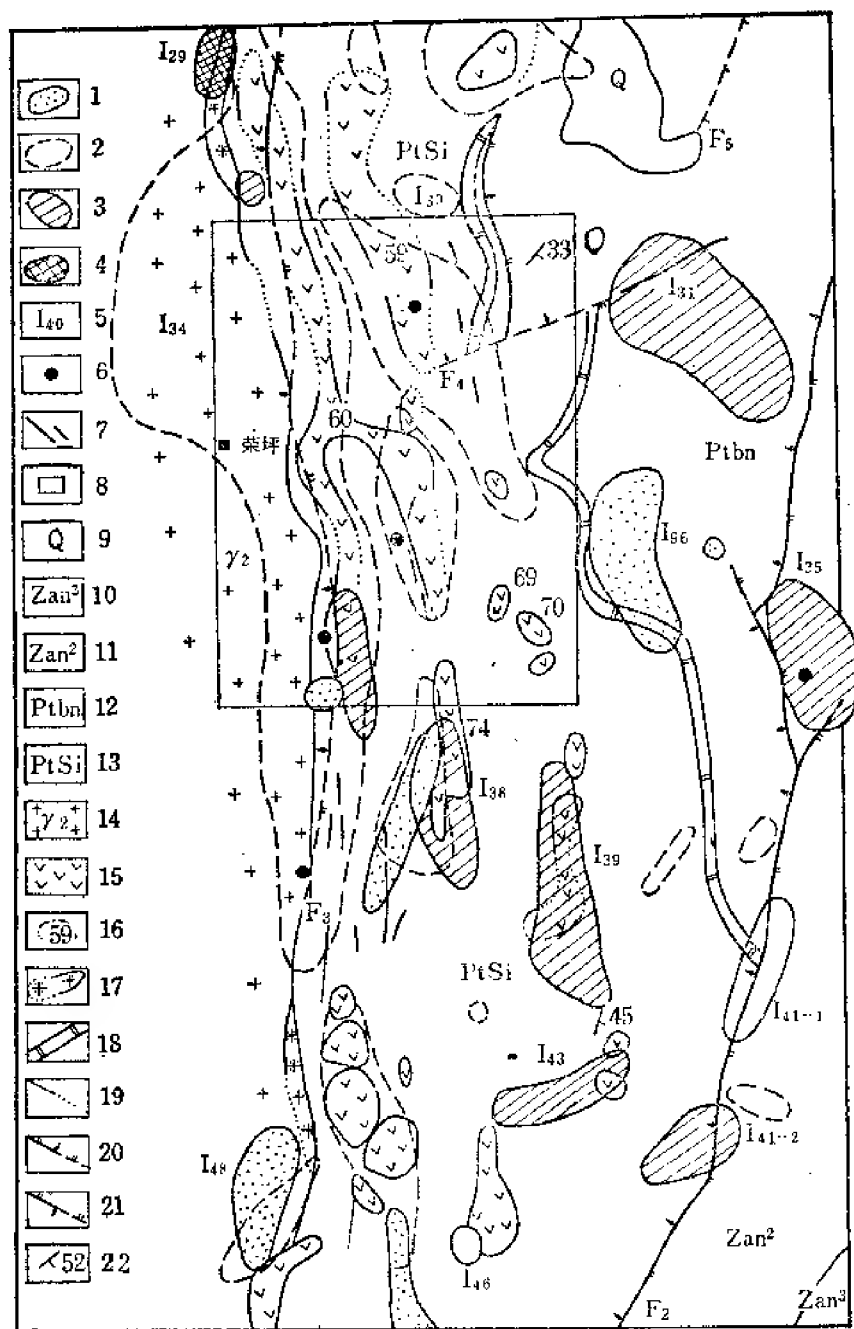 1
2
3
4
I₄₀ 5
6
7
8
Q 9
Zan³ 10
Zan² 11
Ptbn 12
PtSi 13
γ₂ 14
15
59 16
17
18
19
20
21
52 22
I₂₉
Q
F₅
PtSi
I₃₀
59
33
I₃₁
I₃₄
F₄
60
荣坪
Ptbn
γ₂
I₃₅
69
70
74
I₃₈
I₃₉
F₃
PtSi
45
I₄₁₋₁
I₄₃
I₄₁₋₂
I₄₈
Zan²
I₄₆
F₂
Zan³